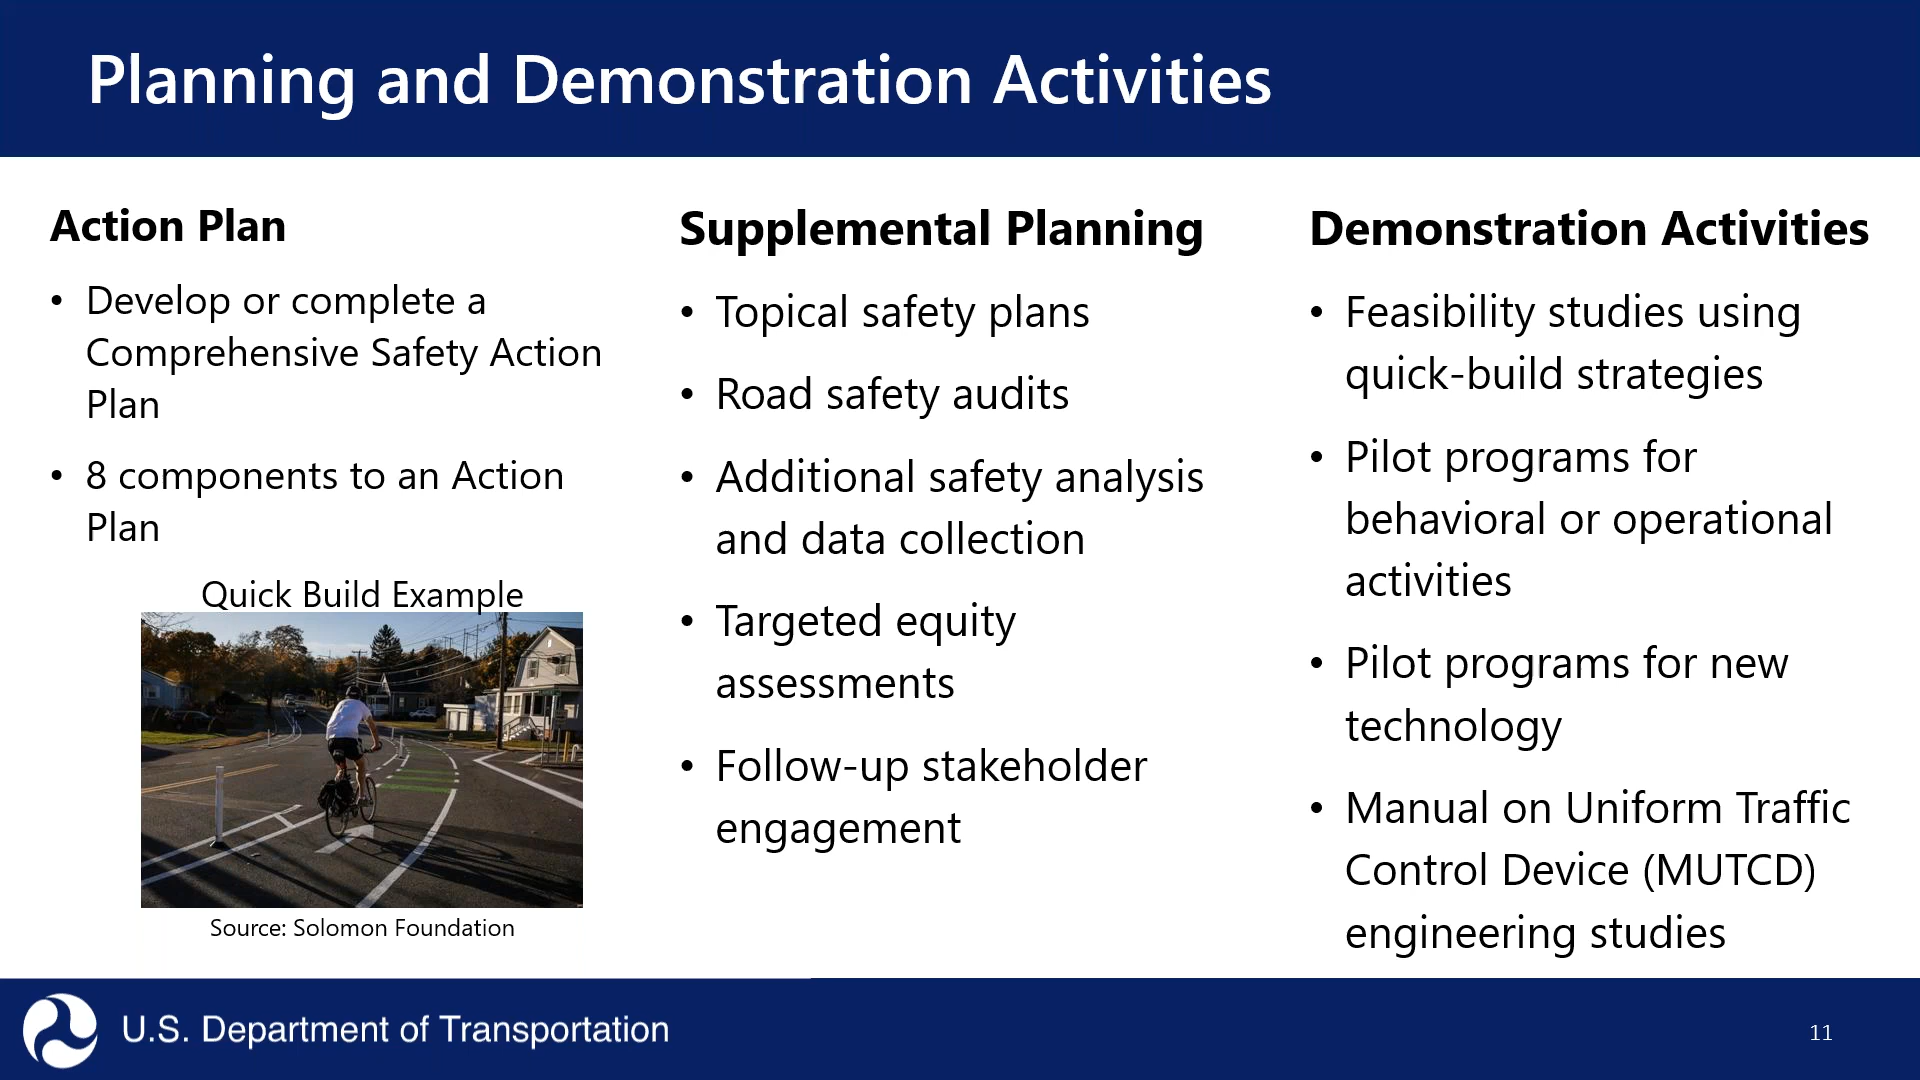 Planning and Demonstration Activities
Action Plan
• Develop or complete a
Comprehensive Safety Action
Plan
• 8 components to an Action
Plan
Quick Build Example
Source: Solomon Foundation
Supplemental Planning
• Topical safety plans
• Road safety audits
• Additional safety analysis
and data collection
• Targeted equity
assessments
• Follow-up stakeholder
engagement
Demonstration Activities
• Feasibility studies using
quick-build strategies
• Pilot programs for
behavioral or operational
activities
• Pilot programs for new
technology
• Manual on Uniform Traffic
Control Device (MUTCD)
engineering studies
U.S. Department of Transportation
11